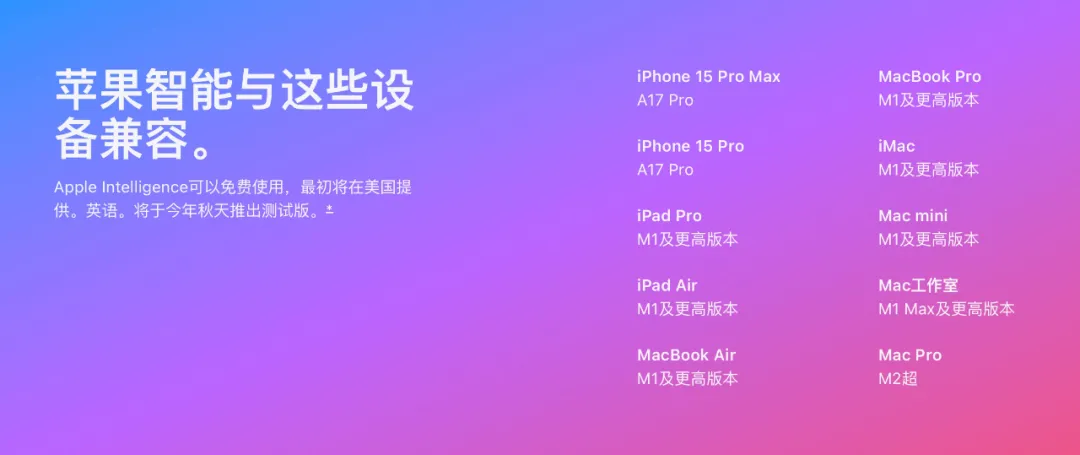 苹果智能与这些设
备兼容。
Apple Intelligence可以免费使用，最初将在美国提
供。英语。将于今年秋天推出测试版。*
iPhone 15 Pro Max
A17 Pro
iPhone 15 Pro
A17 Pro
iPad Pro
M1及更高版本
iPad Air
M1及更高版本
MacBook Air
M1及更高版本
MacBook Pro
M1及更高版本
iMac
M1及更高版本
Mac mini
M1及更高版本
Mac工作室
M1 Max及更高版本
Mac Pro
M2超